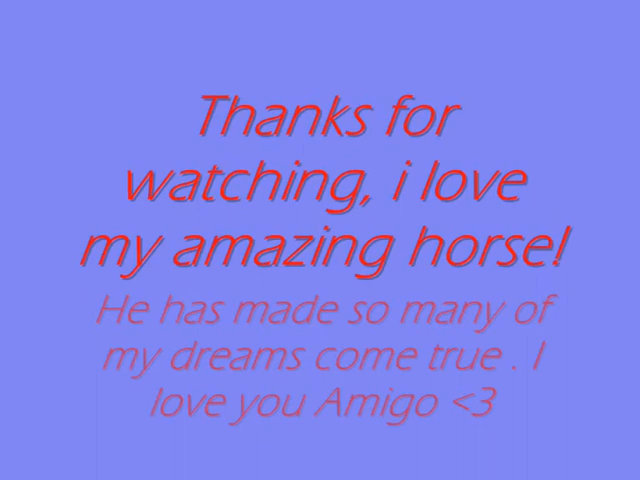 Thanks for
watching, i love
my amazing horse!
He has made so many of
my dreams come true . I
love you Amigo <3